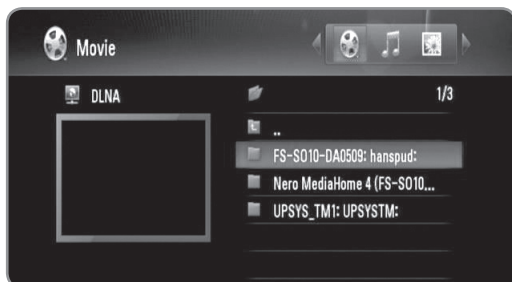 Movie
DLNA
1/3
..
FS-SO10-DA0509: hanspud:
Nero MediaHome 4 (FS-SO10...
UPSYS_TM1: UPSYSTM: